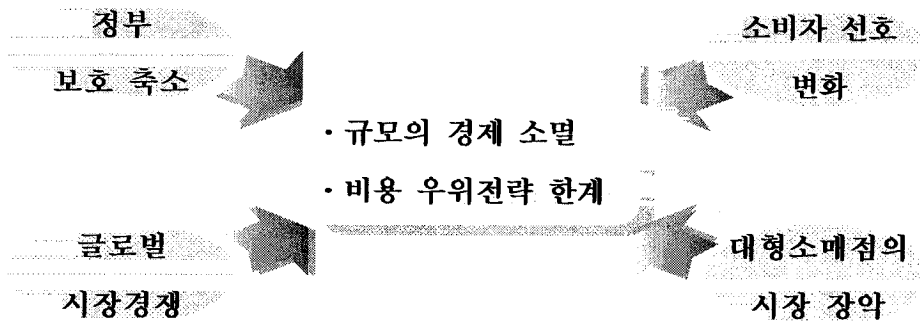 정부
보호 축소
소비자 선호
변화
· 규모의 경제 소멸
· 비용 우위전략 한계
글로벌
시장경쟁
대형소매점의
시장 장악